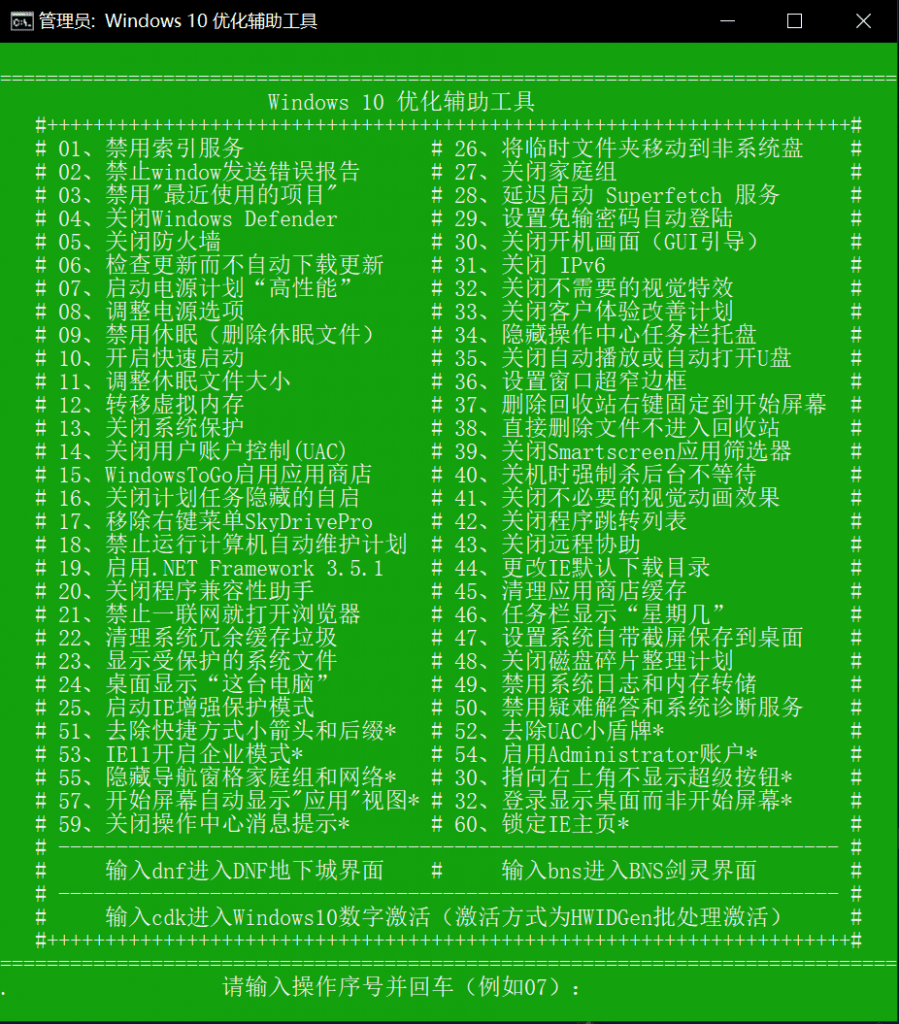 管理员: Windows 10 优化辅助工具
================================================================================
Windows 10 优化辅助工具
#+++++++++++++++++++++++++++++++++++++++++++++++++++++++++++++++++++++#
# 01、禁用索引服务 # 26、将临时文件夹移动到非系统盘 #
# 02、禁止window发送错误报告 # 27、关闭家庭组 #
# 03、禁用"最近使用的项目" # 28、延迟启动 Superfetch 服务 #
# 04、关闭Windows Defender # 29、设置免输密码自动登陆 #
# 05、关闭防火墙 # 30、关闭开机画面（GUI引导） #
# 06、检查更新而不自动下载更新 # 31、关闭 IPv6 #
# 07、启动电源计划“高性能” # 32、关闭不需要的视觉特效 #
# 08、调整电源选项 # 33、关闭客户体验改善计划 #
# 09、禁用休眠（删除休眠文件） # 34、隐藏操作中心任务栏托盘 #
# 10、开启快速启动 # 35、关闭自动播放或自动打开U盘 #
# 11、调整休眠文件大小 # 36、设置窗口超窄边框 #
# 12、转移虚拟内存 # 37、删除回收站右键固定到开始屏幕 #
# 13、关闭系统保护 # 38、直接删除文件不进入回收站 #
# 14、关闭用户账户控制(UAC) # 39、关闭Smartscreen应用筛选器 #
# 15、WindowsToGo启用应用商店 # 40、关机时强制杀后台不等待 #
# 16、关闭计划任务隐藏的自启 # 41、关闭不必要的视觉动画效果 #
# 17、移除右键菜单SkyDrivePro # 42、关闭程序跳转列表 #
# 18、禁止运行计算机自动维护计划 # 43、关闭远程协助 #
# 19、启用.NET Framework 3.5.1 # 44、更改IE默认下载目录 #
# 20、关闭程序兼容性助手 # 45、清理应用商店缓存 #
# 21、禁止一联网就打开浏览器 # 46、任务栏显示“星期几” #
# 22、清理系统冗余缓存垃圾 # 47、设置系统自带截屏保存到桌面 #
# 23、显示受保护的系统文件 # 48、关闭磁盘碎片整理计划 #
# 24、桌面显示“这台电脑” # 49、禁用系统日志和内存转储 #
# 25、启动IE增强保护模式 # 50、禁用疑难解答和系统诊断服务 #
# 51、去除快捷方式小箭头和后缀* # 52、去除UAC小盾牌* #
# 53、IE11开启企业模式* # 54、启用Administrator账户* #
# 55、隐藏导航窗格家庭组和网络* # 30、指向右上角不显示超级按钮* #
# 57、开始屏幕自动显示"应用"视图* # 32、登录显示桌面而非开始屏幕* #
# 59、关闭操作中心消息提示* # 60、锁定IE主页* #
# ------------------------------------------------------------------- #
# 输入dnf进入DNF地下城界面 # 输入bns进入BNS剑灵界面 #
# ------------------------------------------------------------------- #
# 输入cdk进入Windows10数字激活（激活方式为HWIDGen批处理激活） #
#+++++++++++++++++++++++++++++++++++++++++++++++++++++++++++++++++++++#
================================================================================
. 请输入操作序号并回车（例如07）: